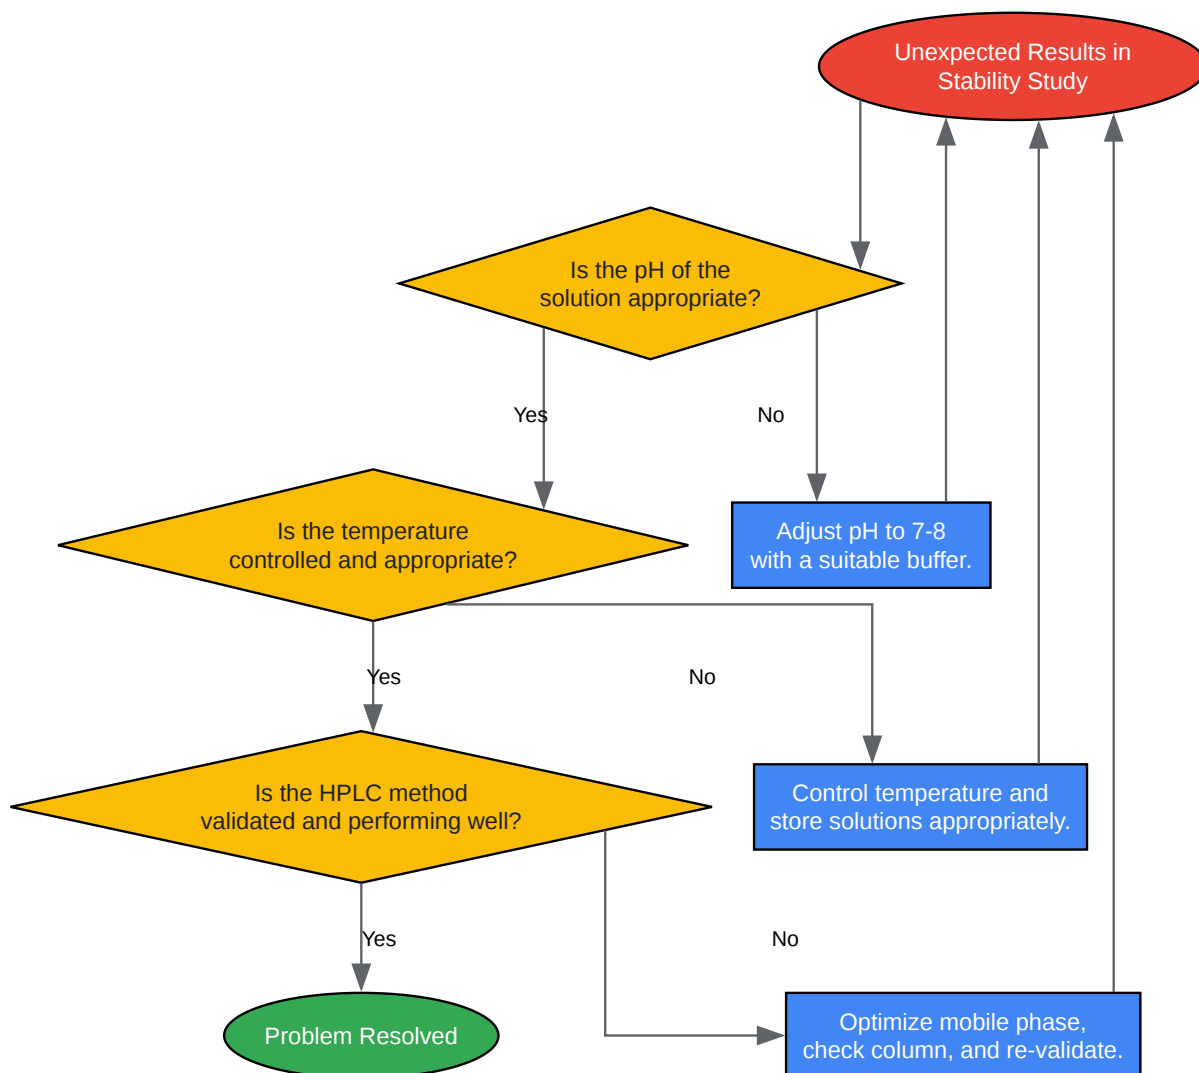 Unexpected Results in
Stability Study
Is the pH of the
solution appropriate?
Yes
No
Is the temperature
controlled and appropriate?
Adjust pH to 7-8
with a suitable buffer.
Yes
No
Is the HPLC method
validated and performing well?
Control temperature and
store solutions appropriately.
Yes
No
Problem Resolved
Optimize mobile phase,
check column, and re-validate.